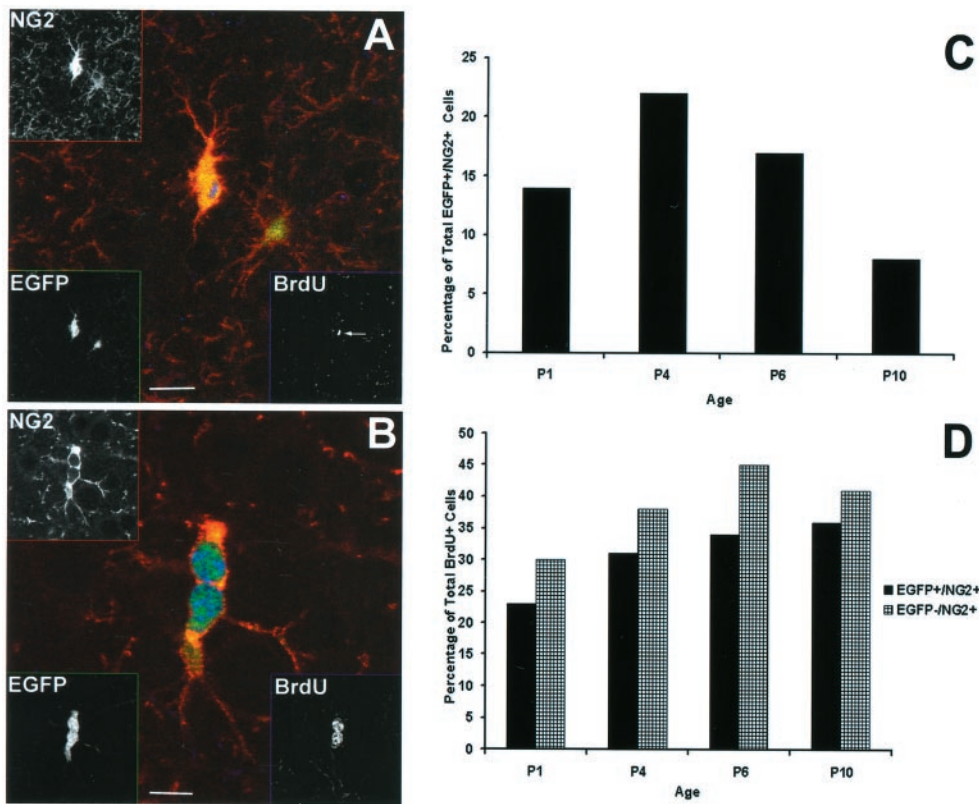 NG2
A
EGFP
BrdU
NG2
B
EGFP
BrdU
C
Percentage of Total EGFP+/NG2+ Cells
25
20
15
10
5
0
P1 P4 P6 P10
Age
D
Percentage of Total BrdU+ Cells
50
45
40
35
30
25
20
15
10
5
0
P1 P4 P6 P10
Age
EGFP+/NG2+
EGFP-/NG2+